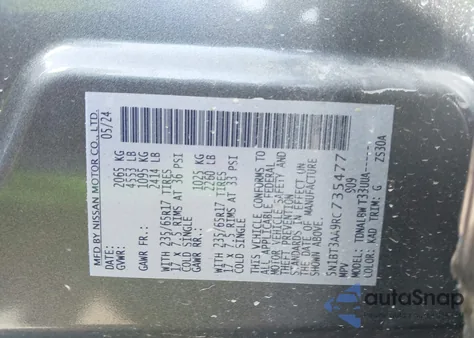 MFD BY NISSAN MOTOR CO., LTD.
05/24
GVWR: 2065 KG
4553 LB
GAWR FR.: 1095 KG
2414 LB
WITH 235/65R17 TIRES
17 X 7.5 RIMS AT 36 PSI
COLD SINGLE
GAWR RR.: 1025 KG
2260 LB
WITH 235/65R17 TIRES
17 X 7.5 RIMS AT 33 PSI
COLD SINGLE
THIS VEHICLE CONFORMS TO
ALL APPLICABLE FEDERAL
MOTOR VEHICLE SAFETY AND
THEFT PREVENTION
STANDARDS IN EFFECT ON
THE DATE OF MANUFACTURE
SHOWN ABOVE.
5N1BT3AA9RC735477
MPV 9U9
MODEL:
COLOR: KAD TRIM: G
ZS30A
autoSnap